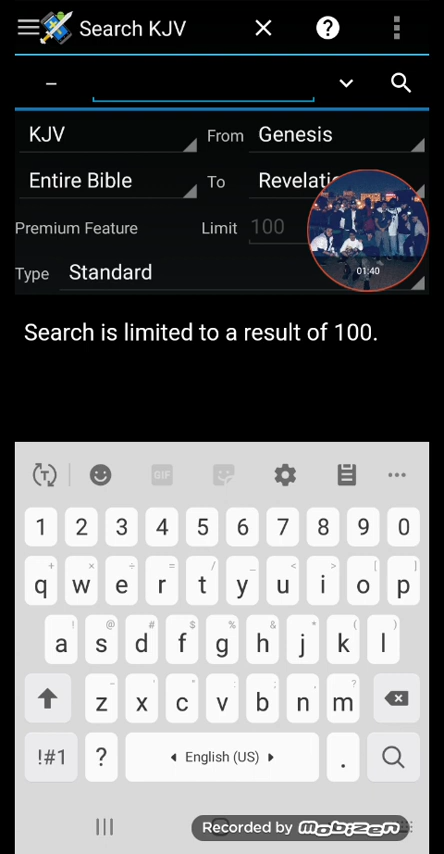 Search KJV
KJV From Genesis
Entire Bible To Revelati
Premium Feature Limit 100
01:40
Type Standard
Search is limited to a result of 100.
GIF
1 2 3 4 5 6 7 8 9 0
q w e r t y u i o p
a s d f g h j k l
z x c v b n m
!#1 ? English (US) .
Recorded by Mobizen